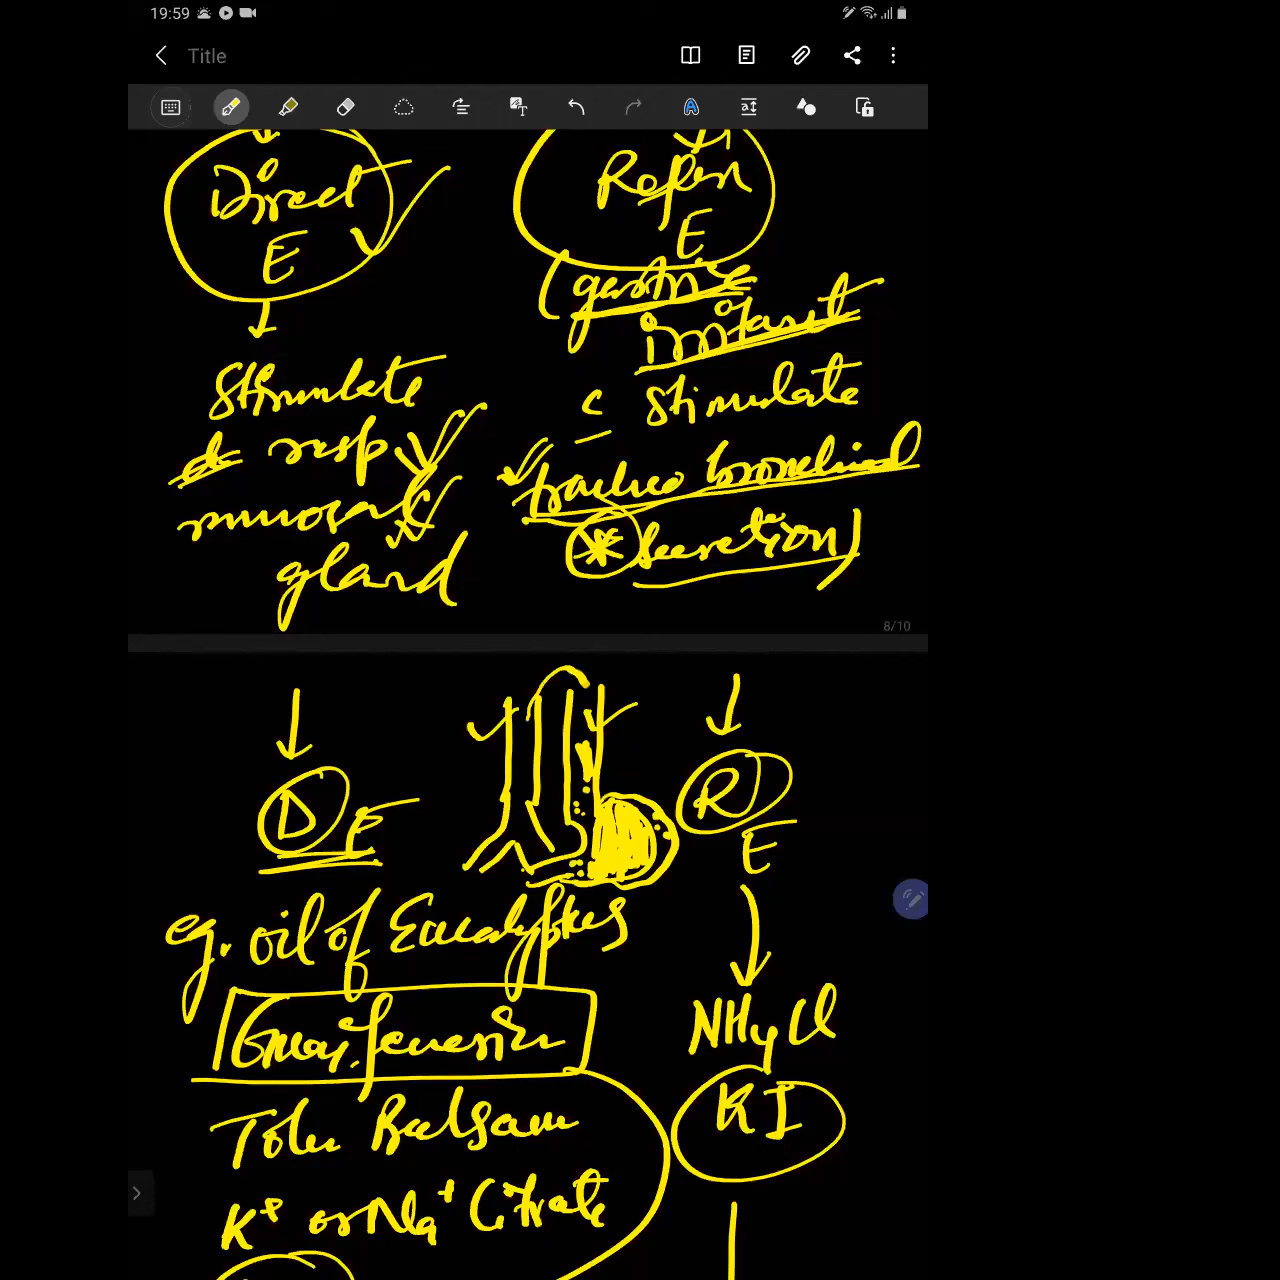 19:59
Title
Direct
E
Reflex
E
(gastric
irritant
c stimulate
tracheo bronchial
* secretion)
Stimulate
resp
mucosal
gland
8/10
D E
R
E
eg. oil of Eucalyptus
Guaifenesin
Tolu Balsam
K+ or Na+ Citrate
NH4Cl
KI